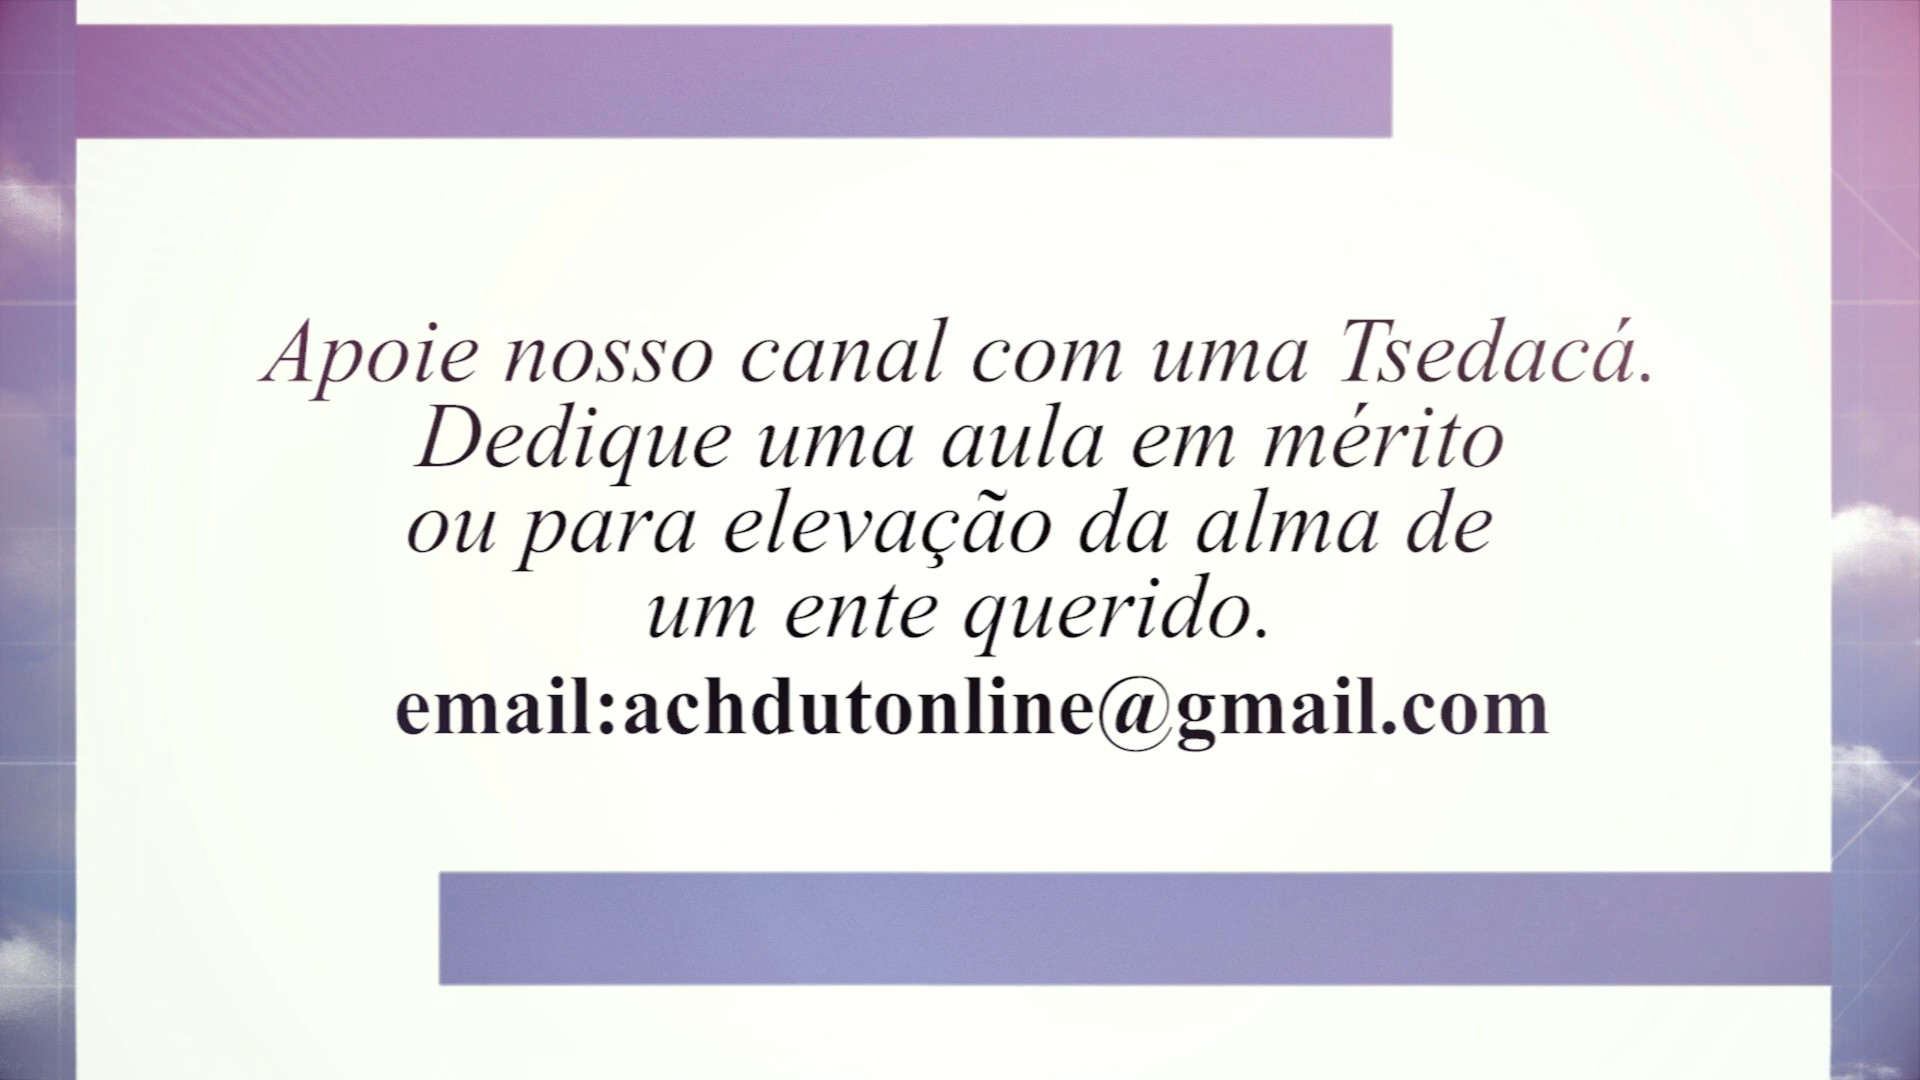 Apoie nosso canal com uma Tsedacá.
Dedique uma aula em mérito
ou para elevação da alma de
um ente querido.
email:achdutonline@gmail.com